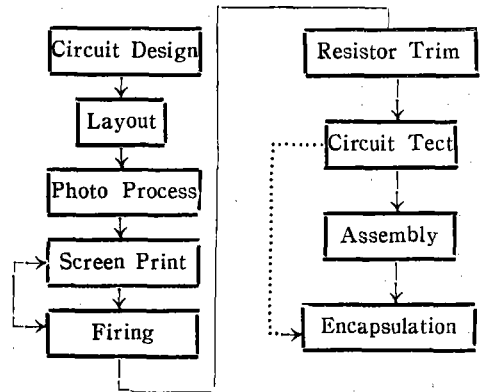 Circuit Design
Layout
Photo Process
Screen Print
Firing
Resistor Trim
Circuit Tect
Assembly
Encapsulation